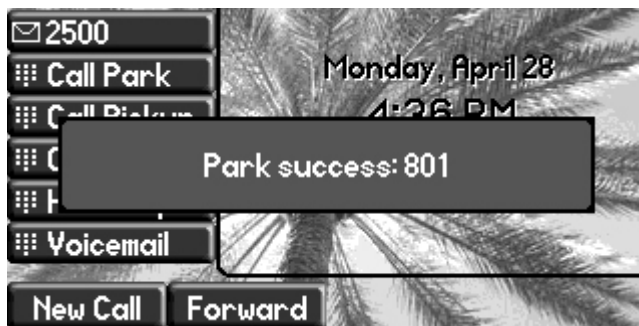 2500
Call Park
Monday, April 28
Park success: 801
Voicemail
New Call
Forward